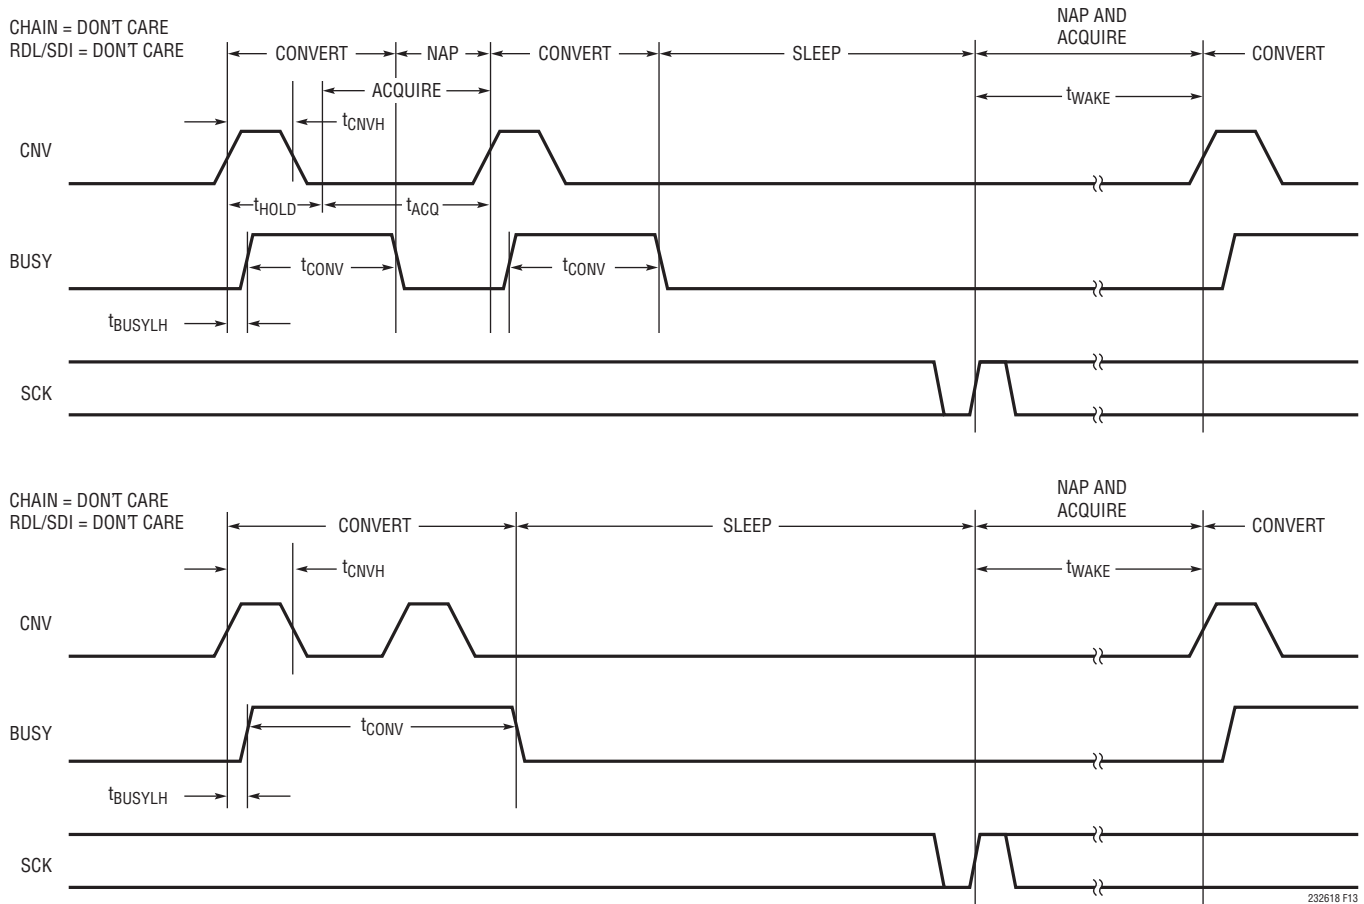 CHAIN = DON'T CARE
RDL/SDI = DON'T CARE
NAP AND
ACQUIRE
CONVERT
NAP
CONVERT
SLEEP
CONVERT
ACQUIRE
tWAKE
tCNVH
CNV
tHOLD
tACQ
BUSY
tCONV
tCONV
tBUSYLH
SCK
CHAIN = DON'T CARE
RDL/SDI = DON'T CARE
NAP AND
ACQUIRE
CONVERT
SLEEP
CONVERT
tCNVH
tWAKE
CNV
BUSY
tCONV
tBUSYLH
SCK
232618 F13